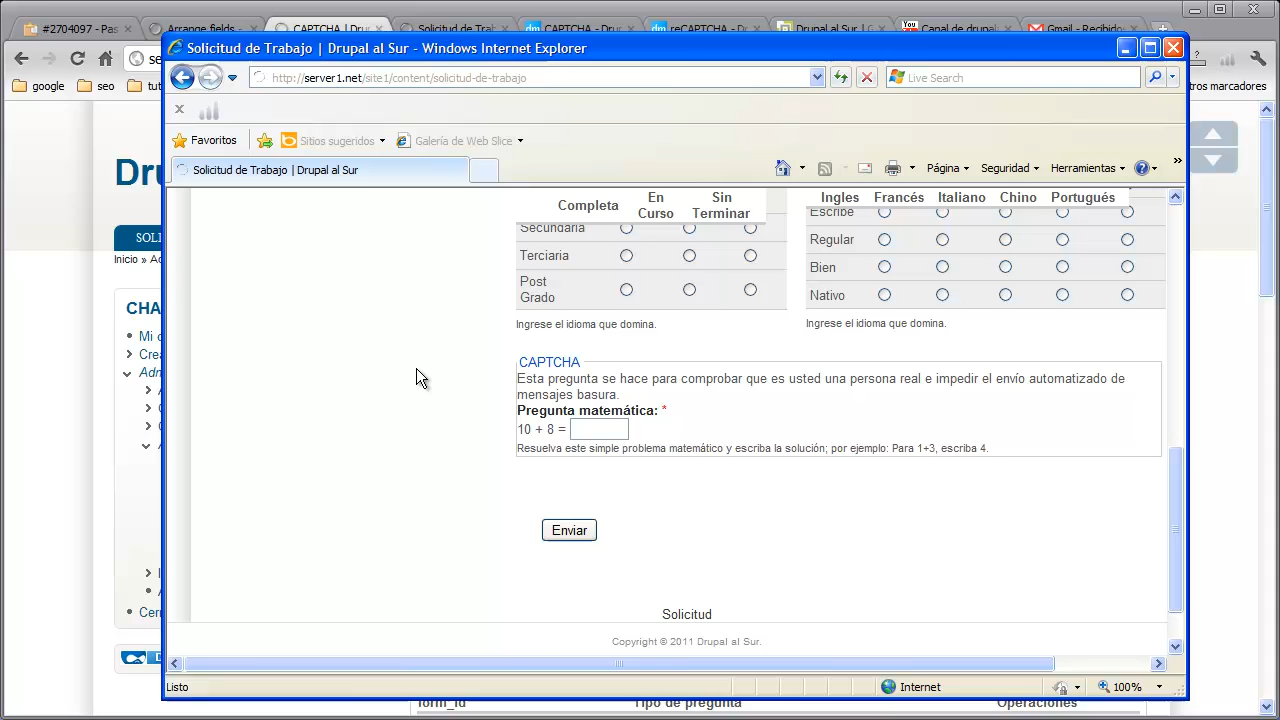 #2704097 - Pas
Arrange fields -
CAPTCHA | Dru
Solicitud de Trab
CAPTCHA - Drup
reCAPTCHA - D
Drupal al Sur | G
Canal de drupal
Gmail - Recibido
Solicitud de Trabajo | Drupal al Sur - Windows Internet Explorer
http://server1.net/site1/content/solicitud-de-trabajo
Live Search
google
seo
tut
tros marcadores
Favoritos
Sitios sugeridos
Galería de Web Slice
Solicitud de Trabajo | Drupal al Sur
Página
Seguridad
Herramientas
Dru
SOLI
Inicio » Ad
CHA
Mi c
Crea
Adm
Cerr
Completa En Curso Sin Terminar
Ingles Francés Italiano Chino Portugués
Secundaria
Terciaria
Post
Grado
Ingrese el idioma que domina.
Escribe
Regular
Bien
Nativo
Ingrese el idioma que domina.
CAPTCHA
Esta pregunta se hace para comprobar que es usted una persona real e impedir el envío automatizado de
mensajes basura.
Pregunta matemática: *
10 + 8 =
Resuelva este simple problema matemático y escriba la solución; por ejemplo: Para 1+3, escriba 4.
Enviar
Solicitud
Copyright © 2011 Drupal al Sur.
Listo
Internet
100%
form_id Tipo de pregunta Operaciones